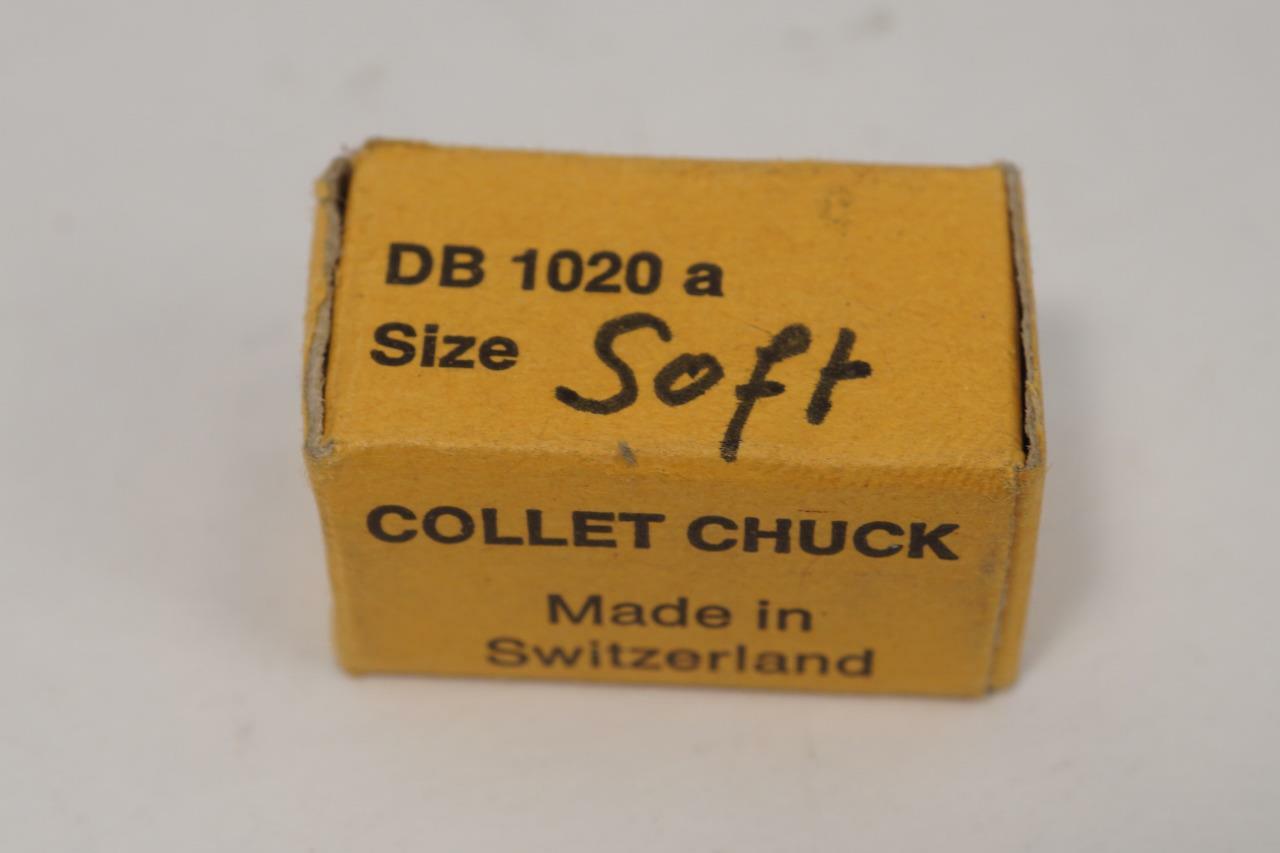 DB 1020 a
Size Soft
COLLET CHUCK
Made in
Switzerland